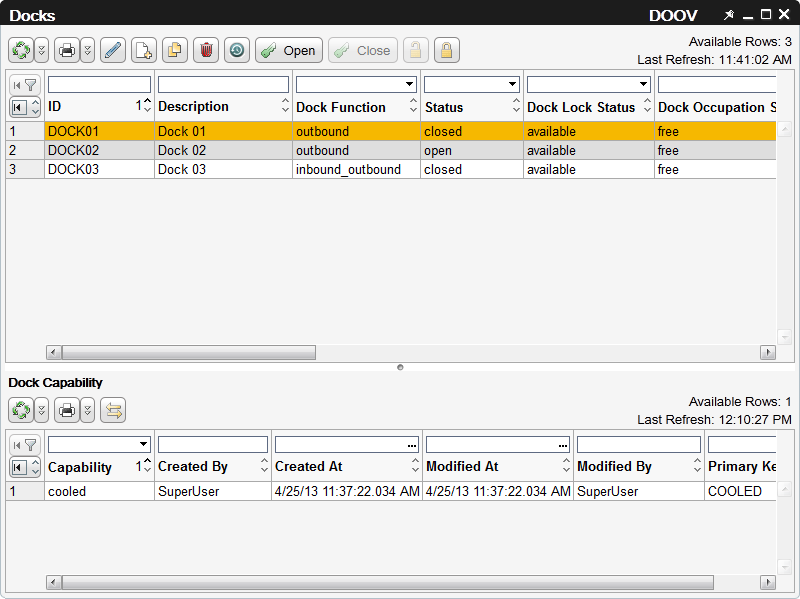 Docks DOOV
Open Close Available Rows: 3
Last Refresh: 11:41:02 AM
ID 1 Description Dock Function Status Dock Lock Status Dock Occupation S
1 DOCK01 Dock 01 outbound closed available free
2 DOCK02 Dock 02 outbound open available free
3 DOCK03 Dock 03 inbound_outbound closed available free
Dock Capability
Available Rows: 1
Last Refresh: 12:10:27 PM
Capability 1 Created By Created At Modified At Modified By Primary Ke
1 cooled SuperUser 4/25/13 11:37:22.034 AM 4/25/13 11:37:22.034 AM SuperUser COOLED